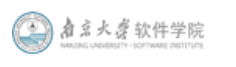 南京大学软件学院
NANJING UNIVERSITY · SOFTWARE INSTITUTE